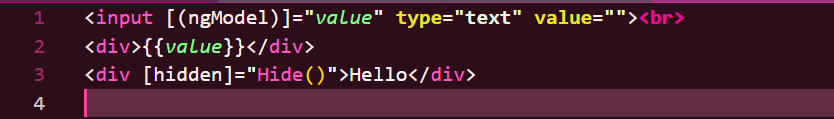 1 <input [(ngModel)]="value" type="text" value=""><br>
2 <div>{{value}}</div>
3 <div [hidden]="Hide()">Hello</div>
4